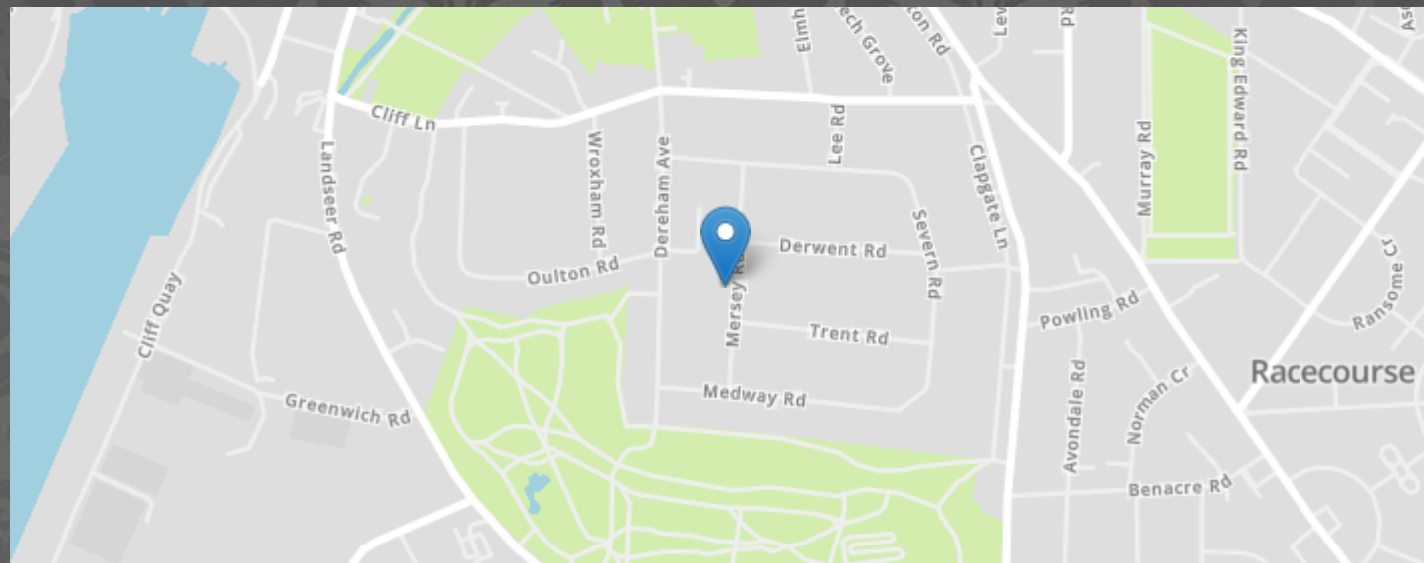 Elmh
ech Grove
ton Rd
Lev
Rd
King Edward Rd
Asc
Cliff Ln
Landseer Rd
Wroxham Rd
Dereham Ave
Lee Rd
Clapgate Ln
Murray Rd
Severn Rd
Derwent Rd
Oulton Rd
Mersey Rd
Cliff Quay
Powling Rd
Ransome Cr
Trent Rd
Racecourse
Medway Rd
Greenwich Rd
Avondale Rd
Norman Cr
Benacre Rd